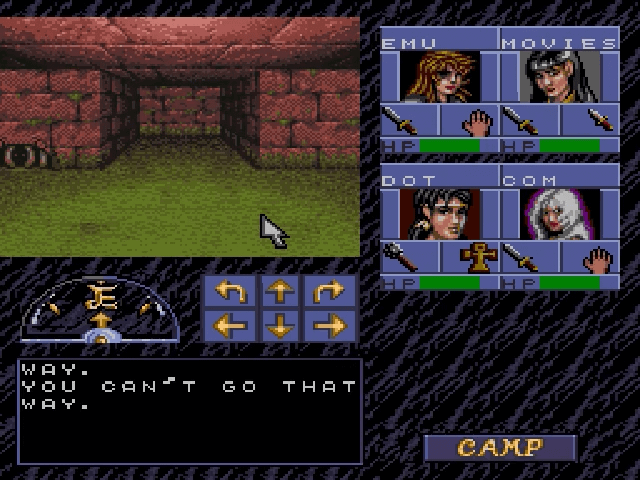 EMU MOVIES
HP HP
DOT COM
HP HP
E
WAY.
YOU CAN'T GO THAT
WAY.
CAMP